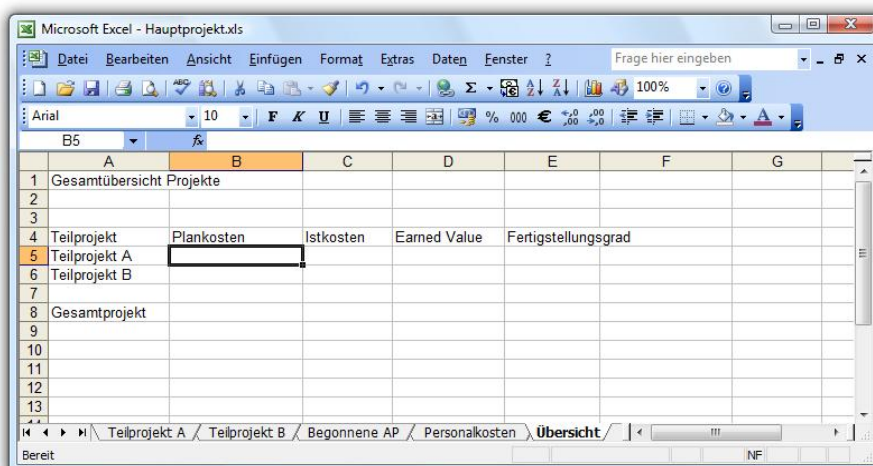 Microsoft Excel - Hauptprojekt.xls
Datei Bearbeiten Ansicht Einfügen Format Extras Daten Fenster ? Frage hier eingeben
100%
Arial 10 F K U % 000 €
B5 fx
A B C D E F G
1 Gesamtübersicht Projekte
2
3
4 Teilprojekt Plankosten Istkosten Earned Value Fertigstellungsgrad
5 Teilprojekt A
6 Teilprojekt B
7
8 Gesamtprojekt
9
10
11
12
13
Teilprojekt A Teilprojekt B Begonnene AP Personalkosten Übersicht
Bereit NF